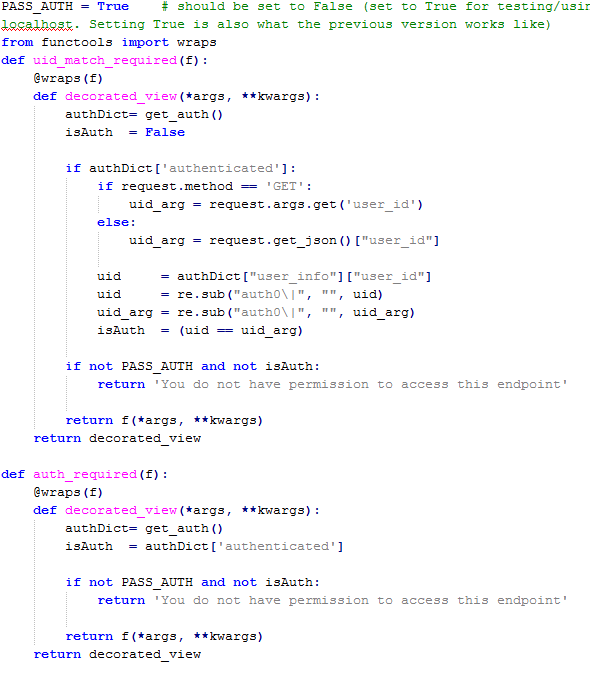 PASS_AUTH = True    # should be set to False (set to True for testing/usin
localhost. Setting True is also what the previous version works like)
from functools import wraps
def uid_match_required(f):
    @wraps(f)
    def decorated_view(*args, **kwargs):
        authDict= get_auth()
        isAuth  = False

        if authDict['authenticated']:
            if request.method == 'GET':
                uid_arg = request.args.get('user_id')
            else:
                uid_arg = request.get_json()["user_id"]

            uid     = authDict["user_info"]["user_id"]
            uid     = re.sub("auth0\|", "", uid)
            uid_arg = re.sub("auth0\|", "", uid_arg)
            isAuth  = (uid == uid_arg)

        if not PASS_AUTH and not isAuth:
            return 'You do not have permission to access this endpoint'

        return f(*args, **kwargs)
    return decorated_view

def auth_required(f):
    @wraps(f)
    def decorated_view(*args, **kwargs):
        authDict= get_auth()
        isAuth  = authDict['authenticated']

        if not PASS_AUTH and not isAuth:
            return 'You do not have permission to access this endpoint'

        return f(*args, **kwargs)
    return decorated_view